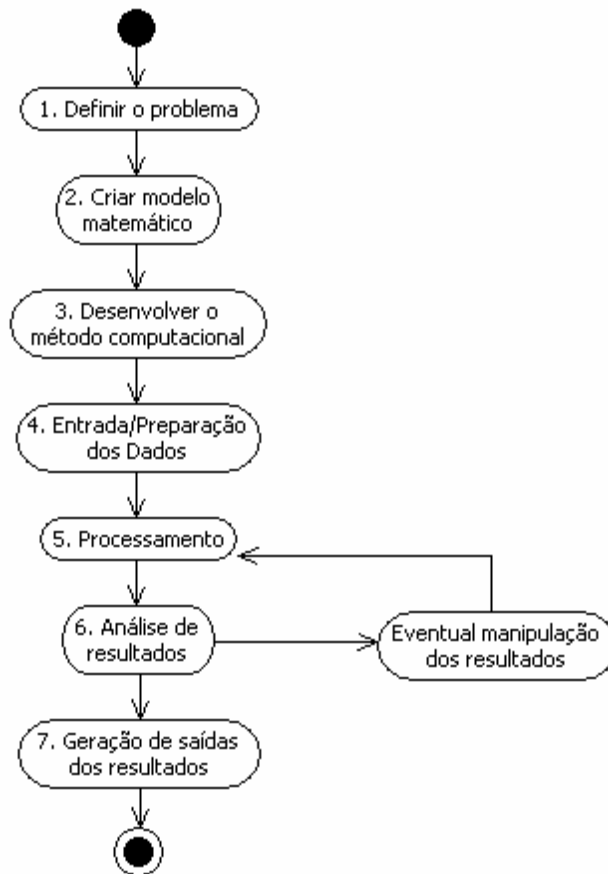 1. Definir o problema
2. Criar modelo
matemático
3. Desenvolver o
método computacional
4. Entrada/Preparação
dos Dados
5. Processamento
6. Análise de
resultados
Eventual manipulação
dos resultados
7. Geração de saídas
dos resultados